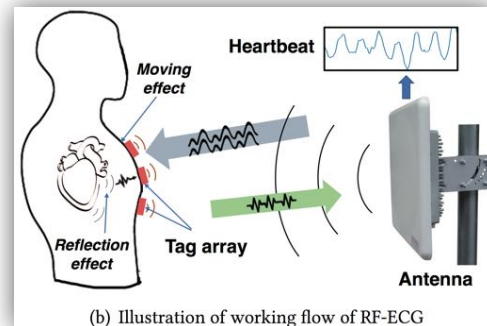 Heartbeat
Moving
effect
Reflection
effect
Tag array
Antenna
(b) Illustration of working flow of RF-ECG